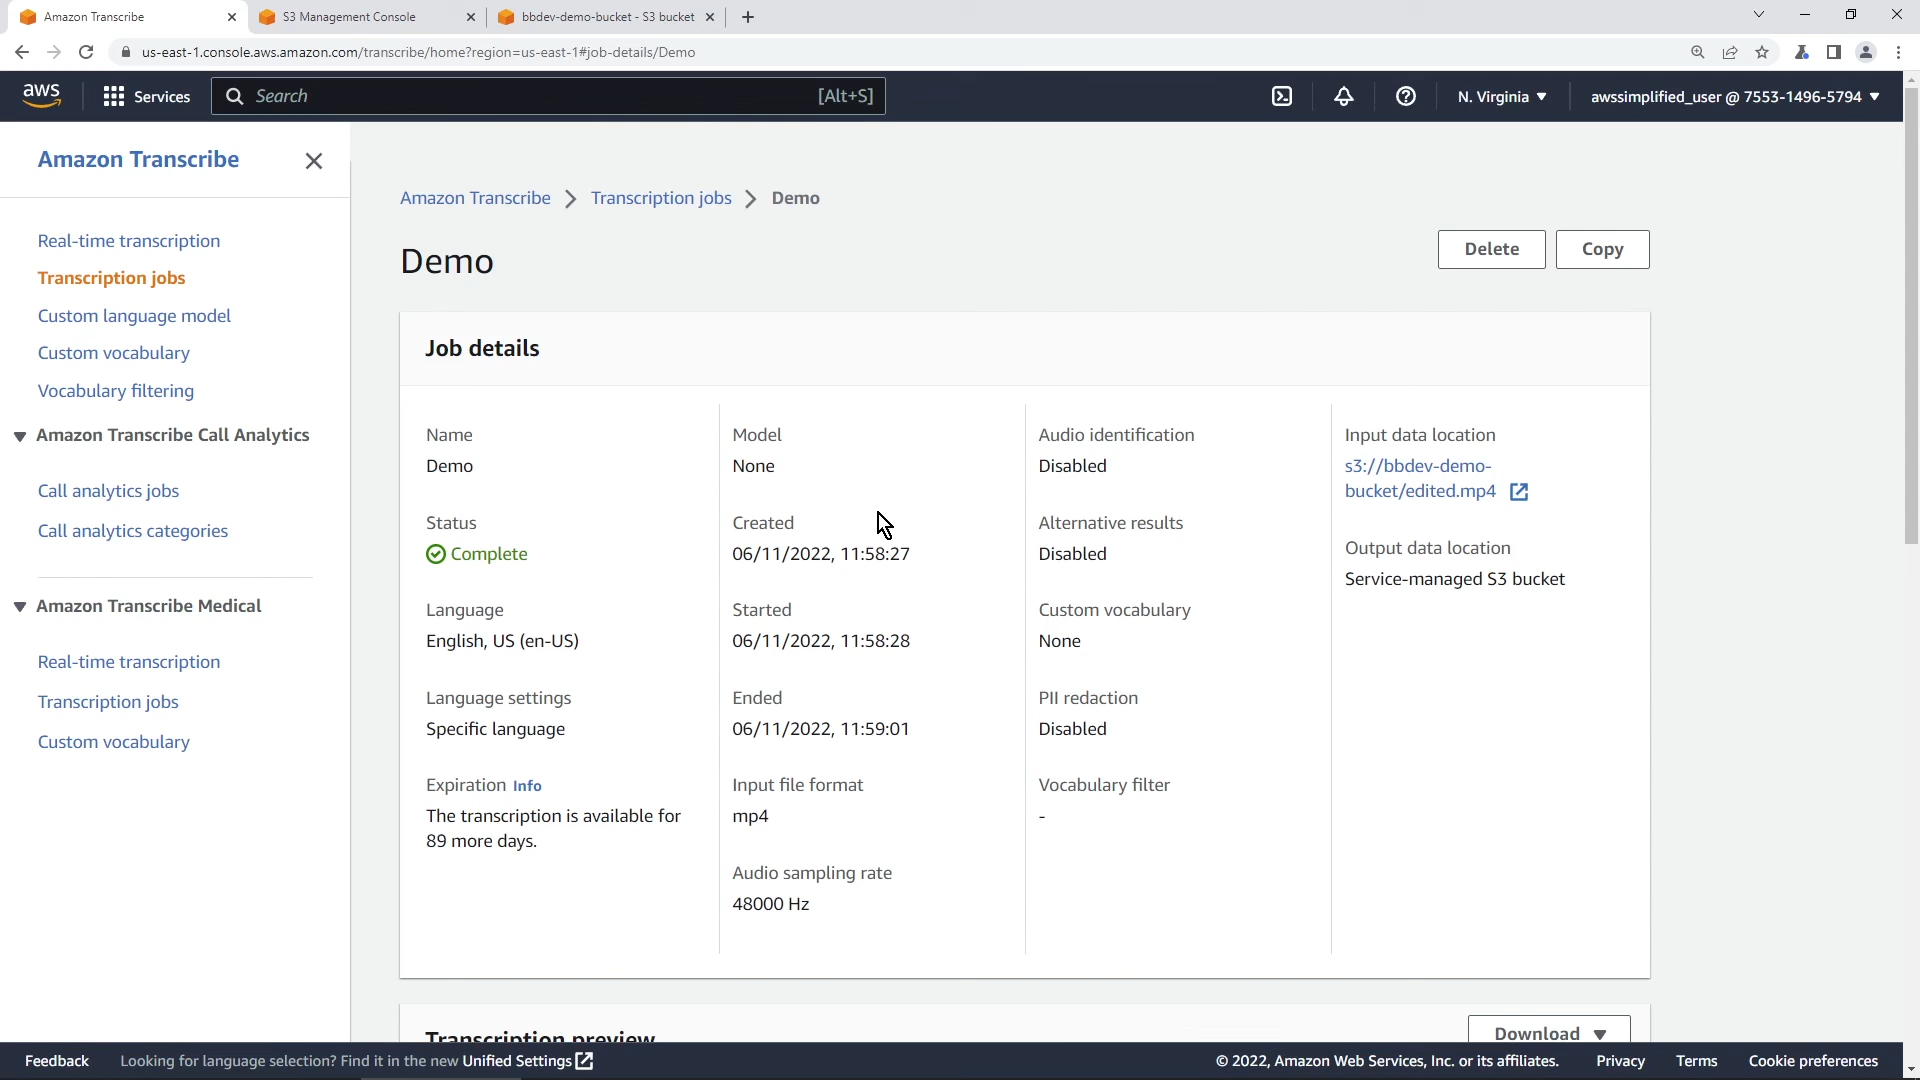 Amazon Transcribe
S3 Management Console
bbdev-demo-bucket - S3 bucket
us-east-1.console.aws.amazon.com/transcribe/home?region=us-east-1#job-details/Demo
aws
Services
Search
[Alt+S]
N. Virginia
awssimplified_user @ 7553-1496-5794
Amazon Transcribe
Real-time transcription
Transcription jobs
Custom language model
Custom vocabulary
Vocabulary filtering
Amazon Transcribe Call Analytics
Call analytics jobs
Call analytics categories
Amazon Transcribe Medical
Real-time transcription
Transcription jobs
Custom vocabulary
Amazon Transcribe > Transcription jobs > Demo
Demo
Delete
Copy
Job details
Name
Demo
Status
Complete
Language
English, US (en-US)
Language settings
Specific language
Expiration Info
The transcription is available for
89 more days.
Model
None
Created
06/11/2022, 11:58:27
Started
06/11/2022, 11:58:28
Ended
06/11/2022, 11:59:01
Input file format
mp4
Audio sampling rate
48000 Hz
Audio identification
Disabled
Alternative results
Disabled
Custom vocabulary
None
PII redaction
Disabled
Vocabulary filter
-
Input data location
s3://bbdev-demo-
bucket/edited.mp4
Output data location
Service-managed S3 bucket
Transcription preview
Download
Feedback
Looking for language selection? Find it in the new Unified Settings
© 2022, Amazon Web Services, Inc. or its affiliates.
Privacy
Terms
Cookie preferences